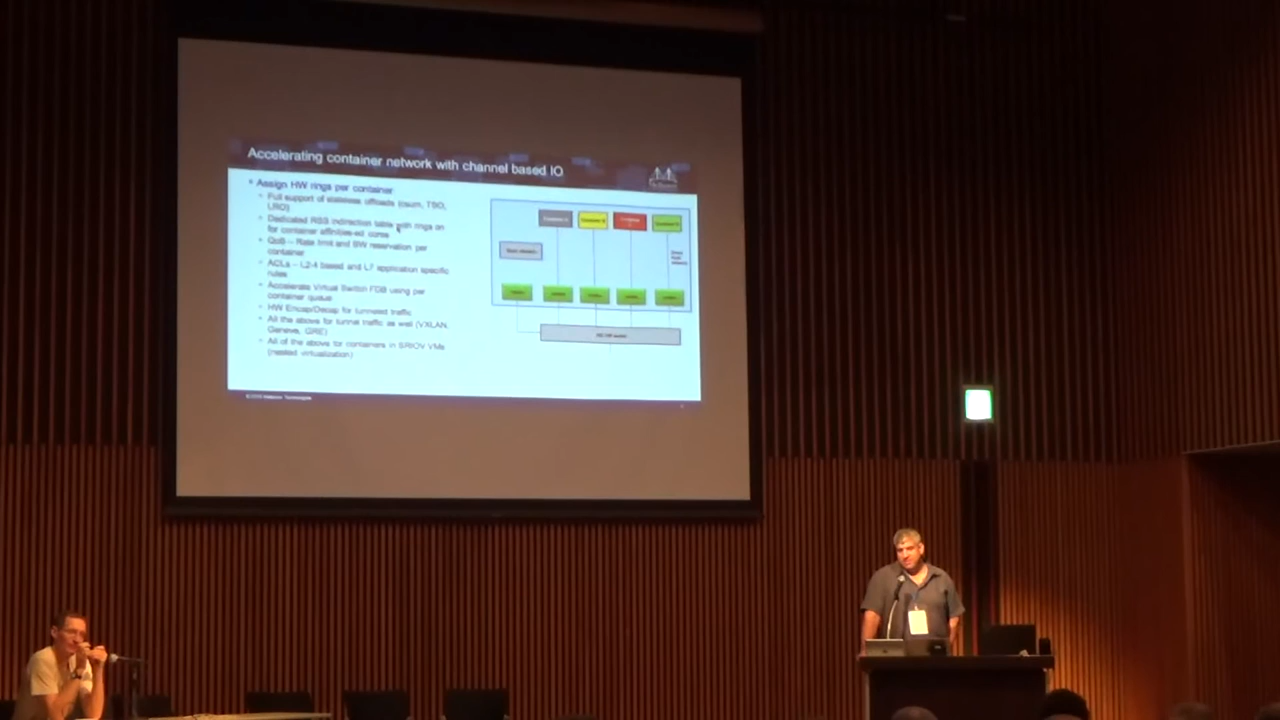 Accelerating container network with channel based IO
Assign HW rings per container:
Full support of stateless offloads (csum, TSO,
LRO)
Dedicated RSS indirection table with rings on
for container affinities-ed cores
QoS – Rate limit and BW reservation per
container
ACLs – L2-4 based and L7 application specific
rules
Accelerate Virtual Switch FDB using per
container queue
HW Encap/Decap for tunneled traffic
All the above for tunnel traffic as well (VXLAN,
Geneve, GRE)
All of the above for containers in SRIOV VMs
(nested virtualization)
Mellanox Technologies